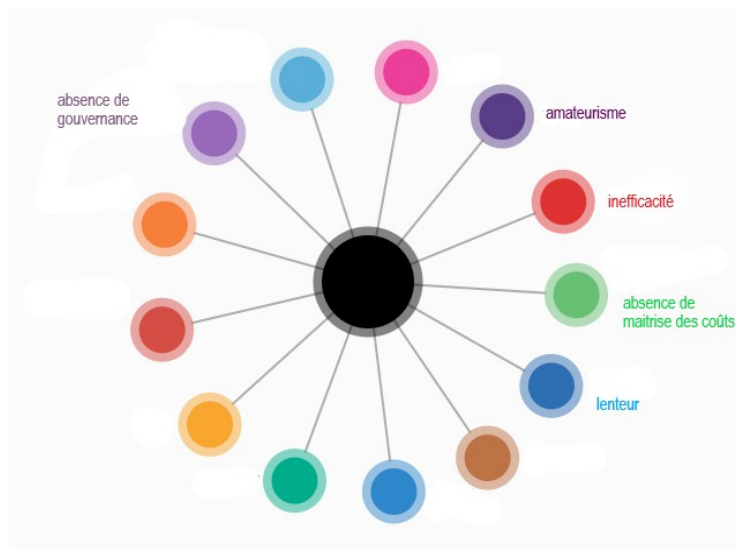 absence de
gouvernance
amateurisme
inefficacité
absence de
maitrise des coûts
lenteur